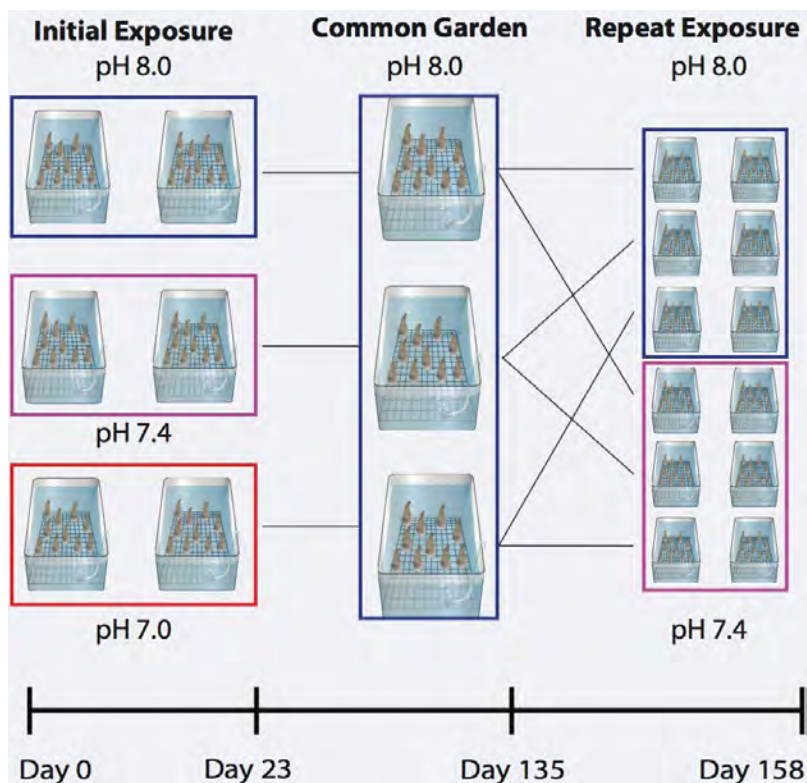 Initial Exposure
Common Garden
Repeat Exposure
pH 8.0
pH 8.0
pH 8.0
pH 7.4
pH 7.0
pH 7.4
Day 0
Day 23
Day 135
Day 158